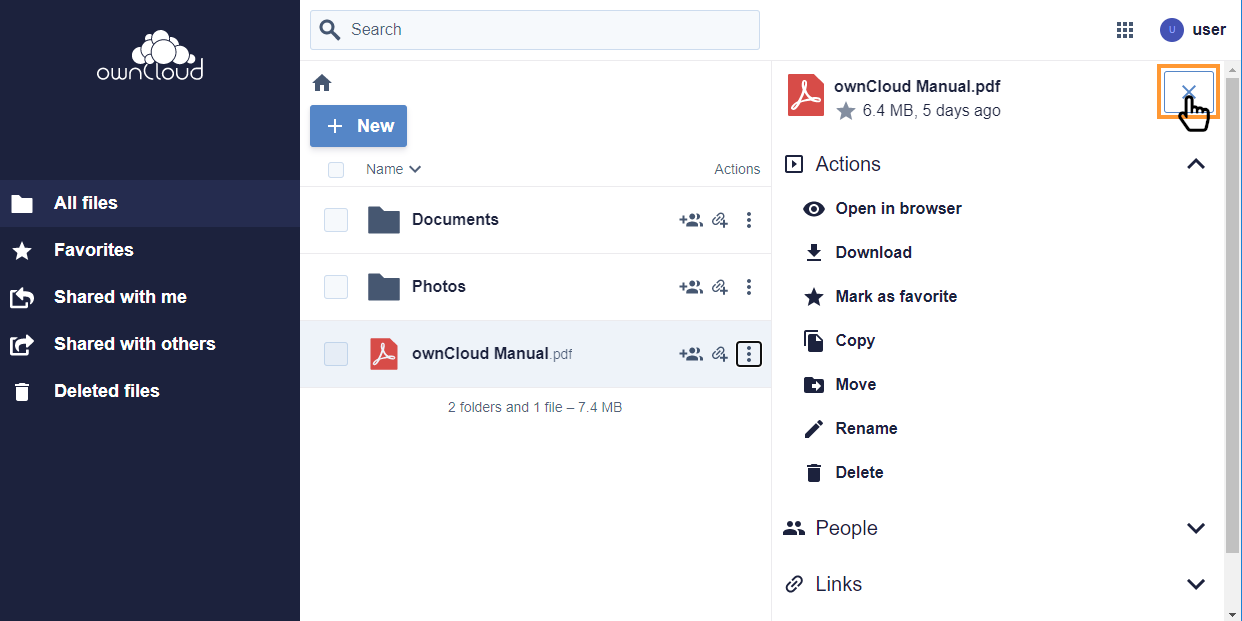 ownCloud
All files
Favorites
Shared with me
Shared with others
Deleted files
Search
U user
+ New
Name Actions
Documents
Photos
ownCloud Manual.pdf
2 folders and 1 file – 7.4 MB
ownCloud Manual.pdf
6.4 MB, 5 days ago
Actions
Open in browser
Download
Mark as favorite
Copy
Move
Rename
Delete
People
Links